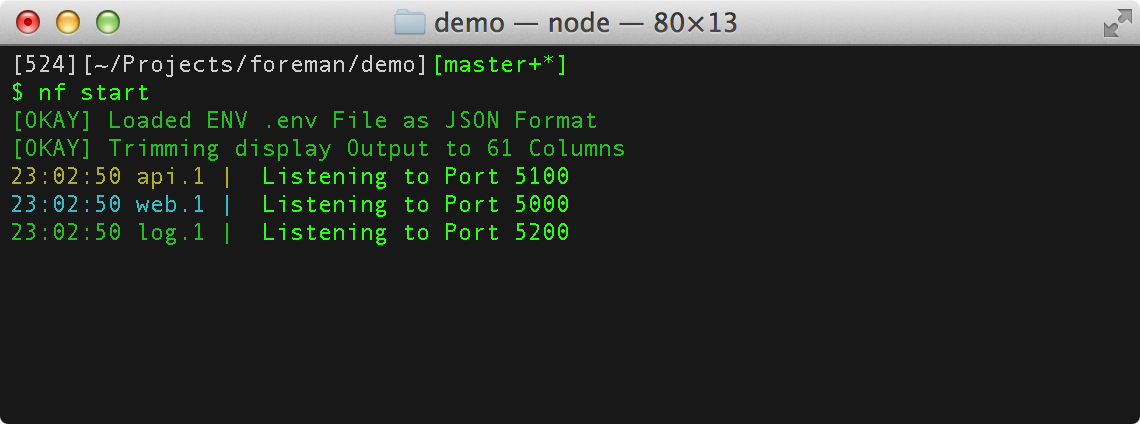 demo — node — 80×13
[524][~/Projects/foreman/demo][master+*]
$ nf start
[OKAY] Loaded ENV .env File as JSON Format
[OKAY] Trimming display Output to 61 Columns
23:02:50 api.1 |  Listening to Port 5100
23:02:50 web.1 |  Listening to Port 5000
23:02:50 log.1 |  Listening to Port 5200